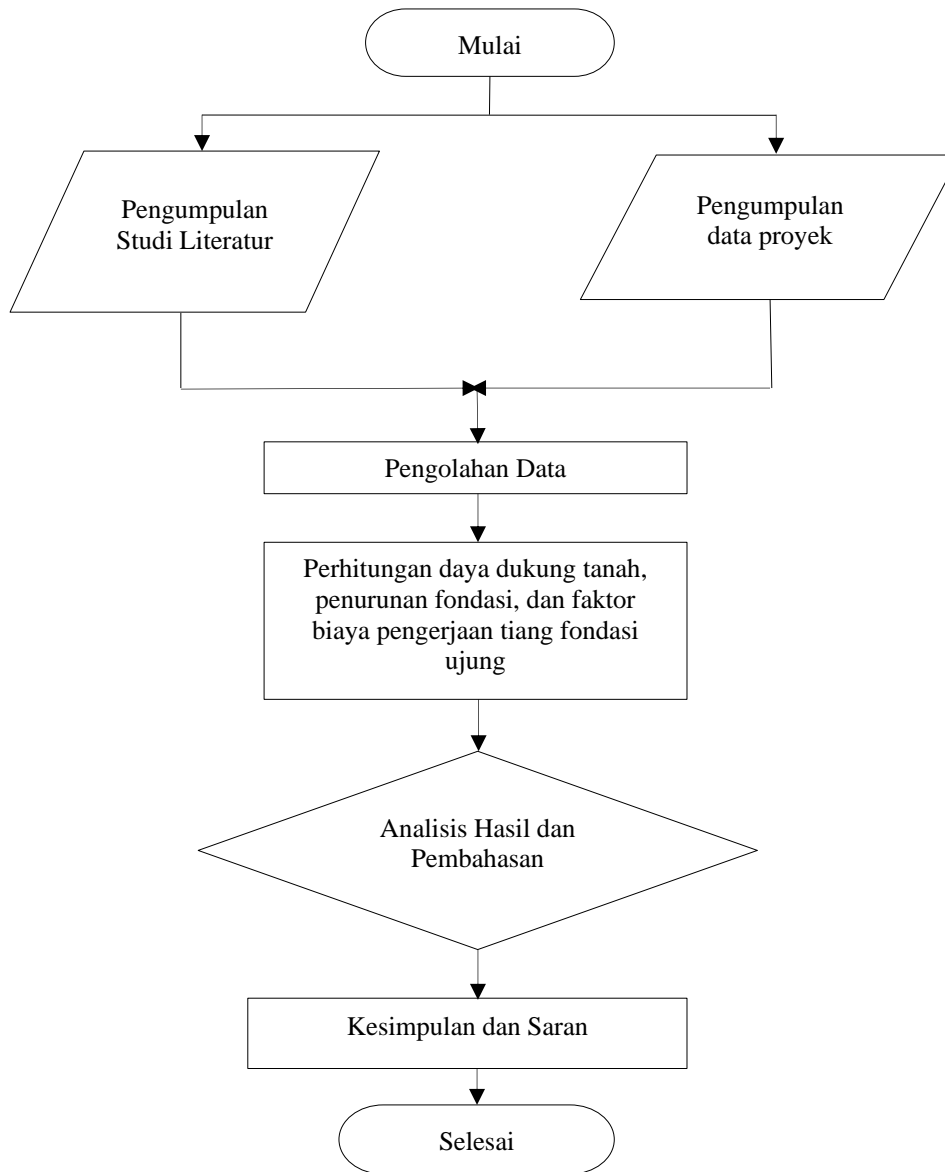 Mulai
Pengumpulan
Studi Literatur
Pengumpulan
data proyek
Pengolahan Data
Perhitungan daya dukung tanah,
penurunan fondasi, dan faktor
biaya pengerjaan tiang fondasi
ujung
Analisis Hasil dan
Pembahasan
Kesimpulan dan Saran
Selesai